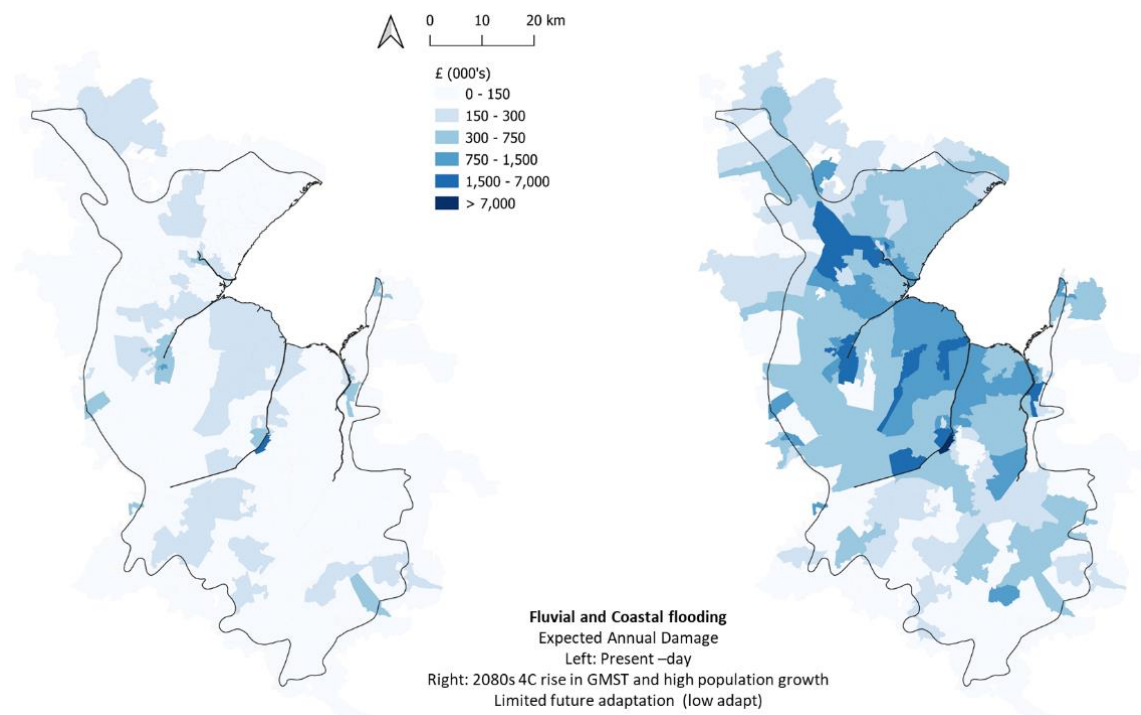 0 10 20 km
£ (000's)
0 - 150
150 - 300
300 - 750
750 - 1,500
1,500 - 7,000
> 7,000
Fluvial and Coastal flooding
Expected Annual Damage
Left: Present –day
Right: 2080s 4C rise in GMST and high population growth
Limited future adaptation (low adapt)